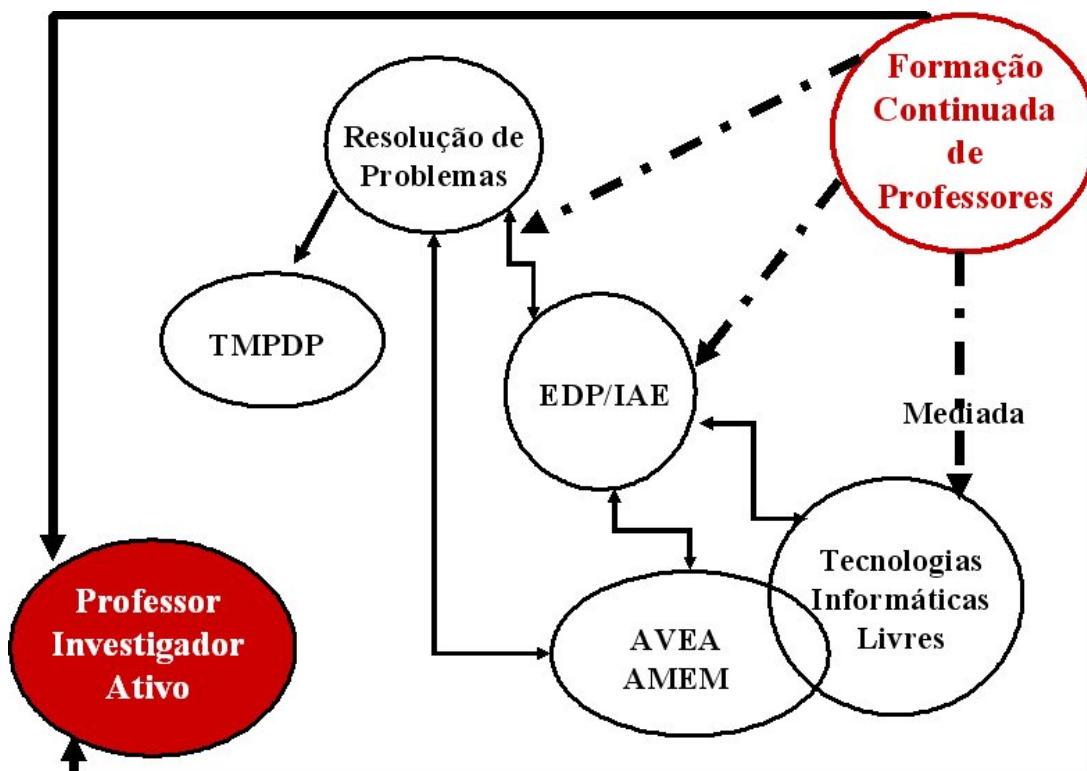 Formação
Continuada
de
Professores
Resolução de
Problemas
TMPDP
EDP/IAE
Mediada
Tecnologias
Informáticas
Livres
AVEA
AMEM
Professor
Investigador
Ativo